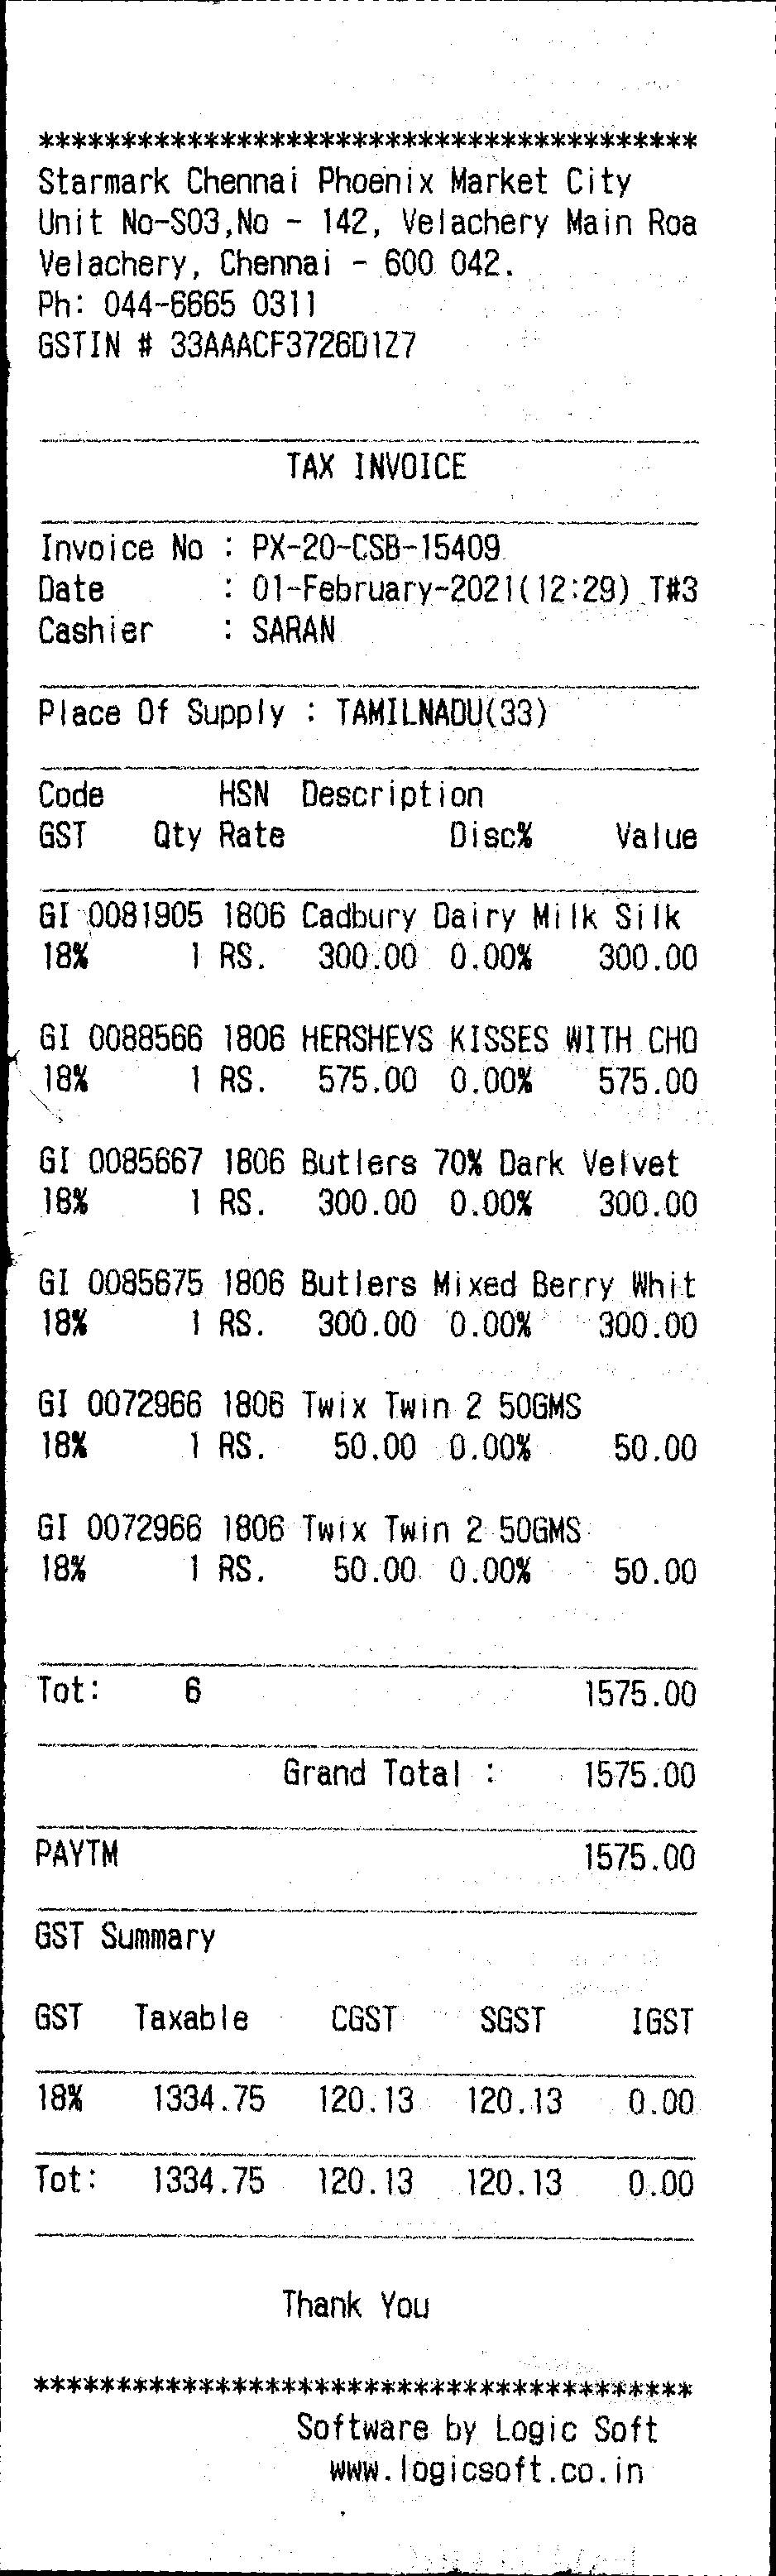 ****************************************
Starmark Chennai Phoenix Market City
Unit No-S03,No - 142, Velachery Main Roa
Velachery, Chennai - 600 042.
Ph: 044-6665 0311
GSTIN # 33AAACF3726D1Z7
TAX INVOICE
Invoice No : PX-20-CSB-15409
Date : 01-February-2021(12:29) T#3
Cashier : SARAN
Place Of Supply : TAMILNADU(33)
Code HSN Description
GST Qty Rate Disc% Value
GI 0081905 1806 Cadbury Dairy Milk Silk
18% 1 RS. 300.00 0.00% 300.00
GI 0088566 1806 HERSHEYS KISSES WITH CHO
18% 1 RS. 575.00 0.00% 575.00
GI 0085667 1806 Butlers 70% Dark Velvet
18% 1 RS. 300.00 0.00% 300.00
GI 0085675 1806 Butlers Mixed Berry Whit
18% 1 RS. 300.00 0.00% 300.00
GI 0072966 1806 Twix Twin 2 50GMS
18% 1 RS. 50.00 0.00% 50.00
GI 0072966 1806 Twix Twin 2 50GMS
18% 1 RS. 50.00 0.00% 50.00
Tot: 6 1575.00
Grand Total : 1575.00
PAYTM 1575.00
GST Summary
GST Taxable CGST SGST IGST
18% 1334.75 120.13 120.13 0.00
Tot: 1334.75 120.13 120.13 0.00
Thank You
****************************************
Software by Logic Soft
www.logicsoft.co.in